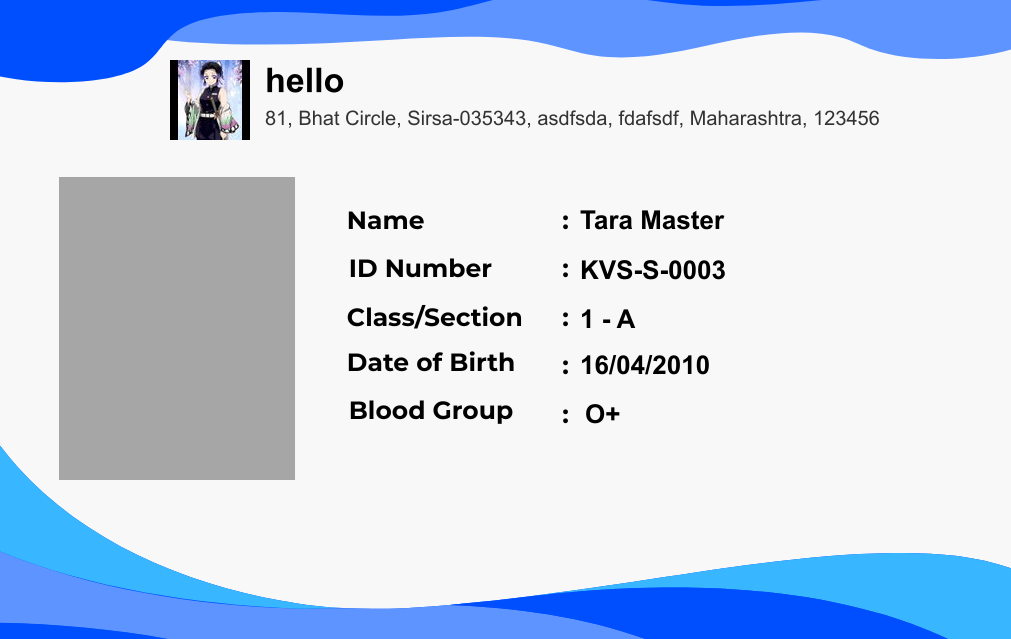 hello
81, Bhat Circle, Sirsa-035343, asdfsda, fdafsdf, Maharashtra, 123456
Name : Tara Master
ID Number : KVS-S-0003
Class/Section : 1 - A
Date of Birth : 16/04/2010
Blood Group : O+